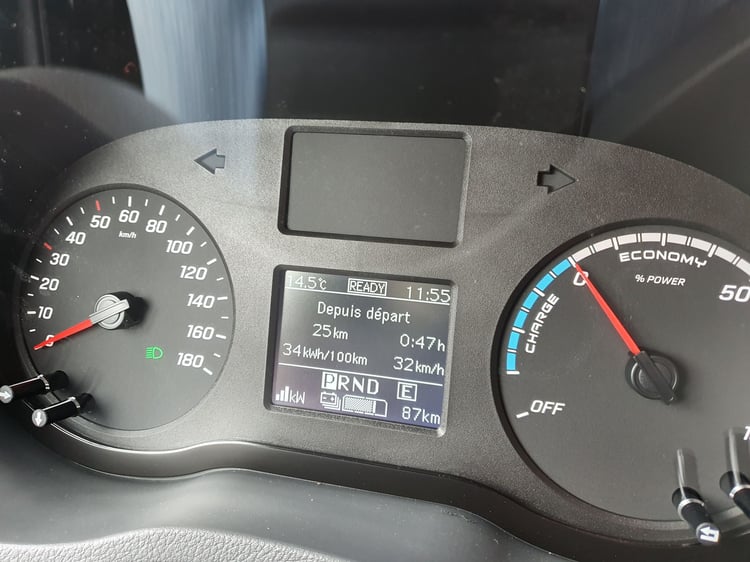 0
10
20
30
40
50
60
80
100
120
140
160
180
km/h
14.5°C READY 11:55
Depuis départ
25km 0:47h
34kWh/100km 32km/h
PRND E
kW 87km
OFF
CHARGE
0
ECONOMY
% POWER
50